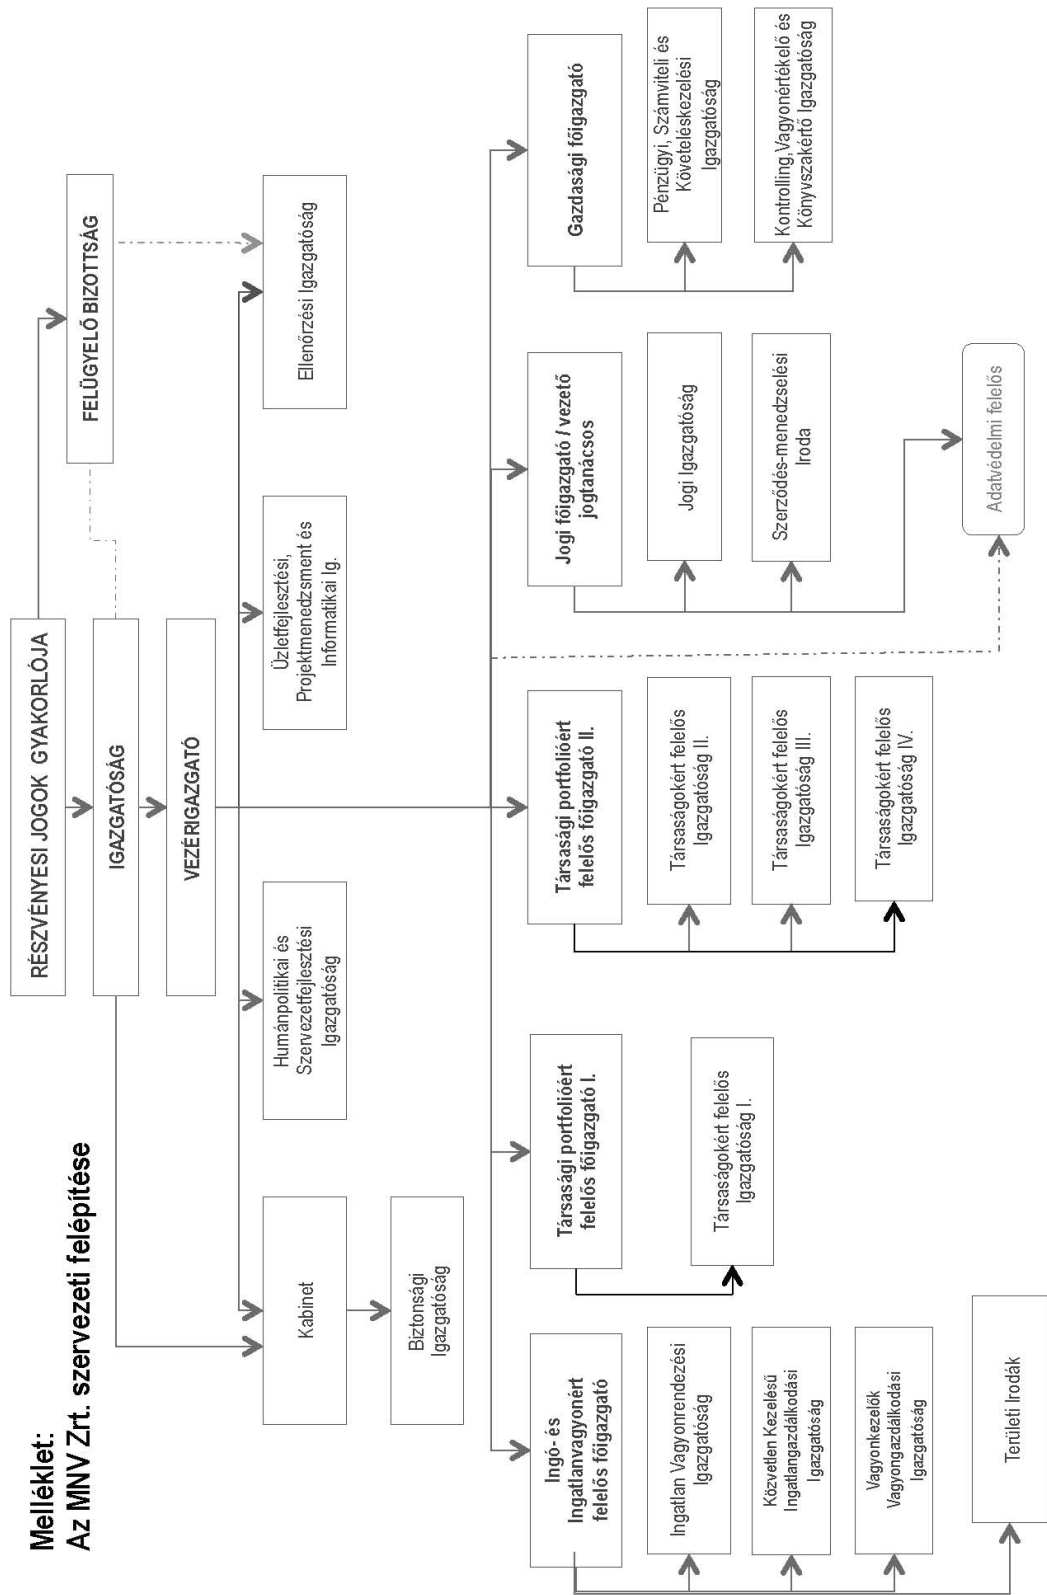 Melléklet:
Az MNV Zrt. szervezeti felépítése
RÉSZVÉNYESI JOGOK GYAKORLÓJA
FELÜGYELŐ BIZOTTSÁG
IGAZGATÓSÁG
VEZÉRIGAZGATÓ
Kabinet
Humánpolitikai és
Szervezetfejlesztési
Igazgatóság
Üzletfejlesztési,
Projektmenedzsment és
Informatikai Ig.
Ellenőrzési Igazgatóság
Biztonsági
Igazgatóság
Ingó- és
Ingatlanvagyonért
felelős főigazgató
Ingatlan Vagyonrendezési
Igazgatóság
Közvetlen Kezelésű
Ingatlangazdálkodási
Igazgatóság
Vagyonkezelők
Vagyongazdálkodási
Igazgatóság
Területi Irodák
Társasági portfolióért
felelős főigazgató I.
Társaságokért felelős
Igazgatóság I.
Társasági portfolióért
felelős főigazgató II.
Társaságokért felelős
Igazgatóság II.
Társaságokért felelős
Igazgatóság III.
Társaságokért felelős
Igazgatóság IV.
Jogi főigazgató / vezető
jogtanácsos
Jogi Igazgatóság
Szerződés-menedzselési
Iroda
Adatvédelmi felelős
Gazdasági főigazgató
Pénzügyi, Számviteli és
Követeléskezelési
Igazgatóság
Kontrolling,Vagyonértékelő és
Könyvszakértő Igazgatóság